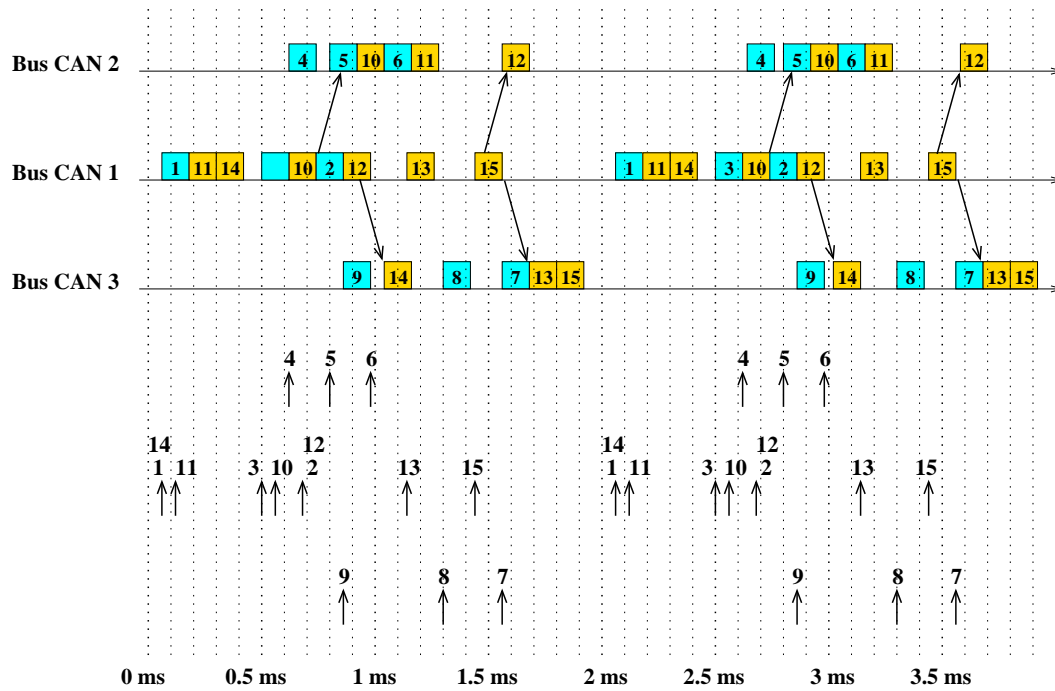 4 5 10 6 11 12 4 5 10 6 11 12
Bus CAN 2
1 11 14 10 2 12 13 15 1 11 14 3 10 2 12 13 15
Bus CAN 1
9 14 8 7 13 15 9 14 8 7 13 15
Bus CAN 3
4 5 6 4 5 6
14 12 14 12
1 11 3 10 2 13 15 1 11 3 10 2 13 15
9 8 7 9 8 7
0 ms 0.5 ms 1 ms 1.5 ms 2 ms 2.5 ms 3 ms 3.5 ms